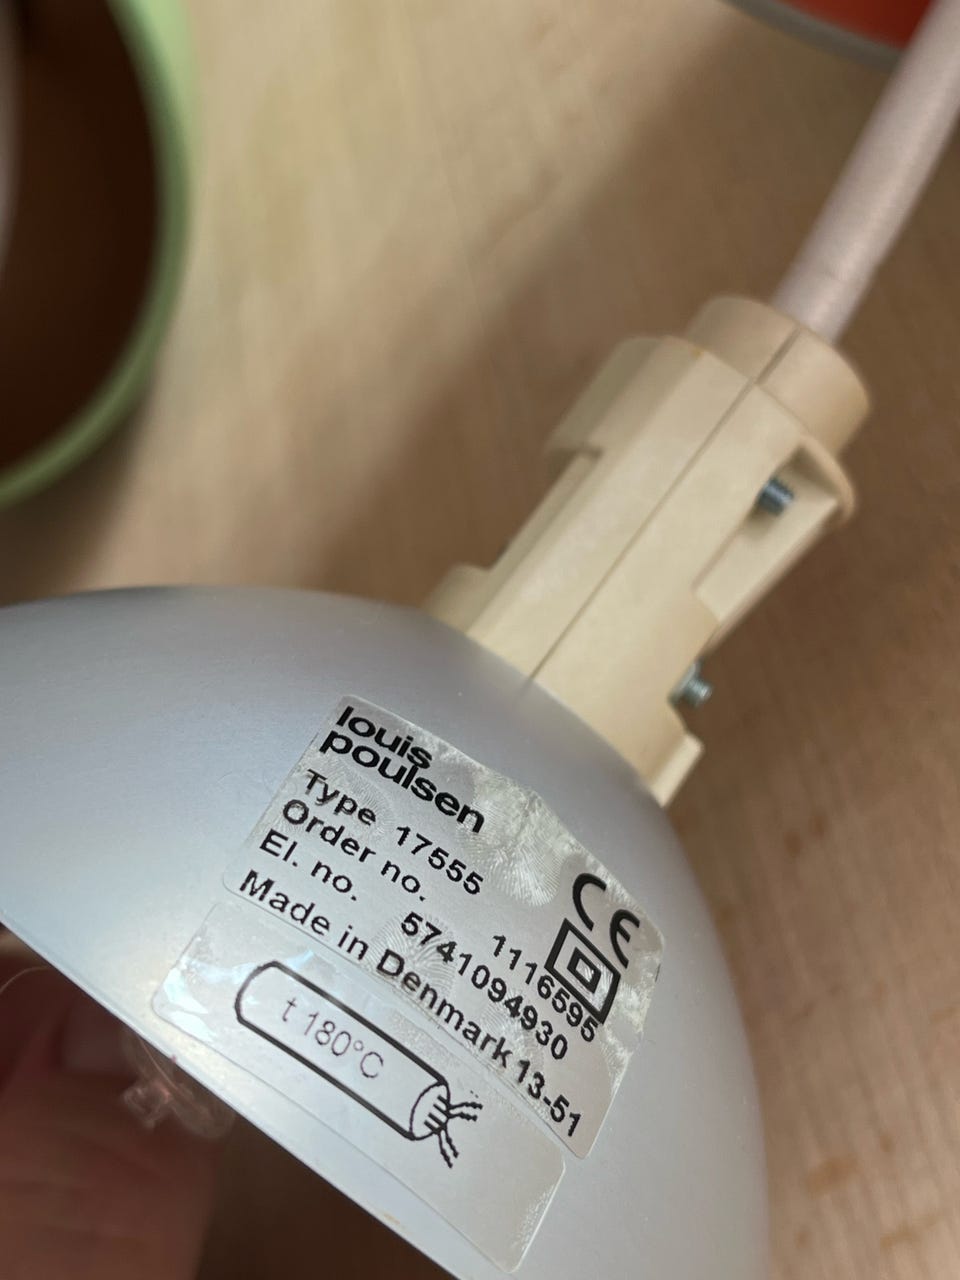 louis
poulsen
Type 17555
Order no. 1116595
El. no. 5741094930
Made in Denmark 13-51
CE
t 180°C